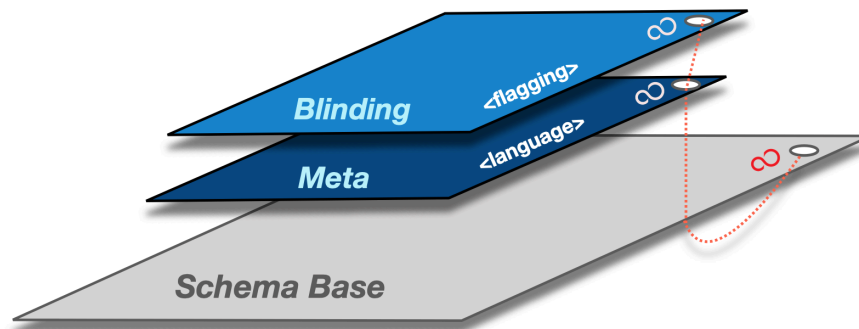 ∞
<flagging>
Blinding
∞
<language>
Meta
∞
Schema Base